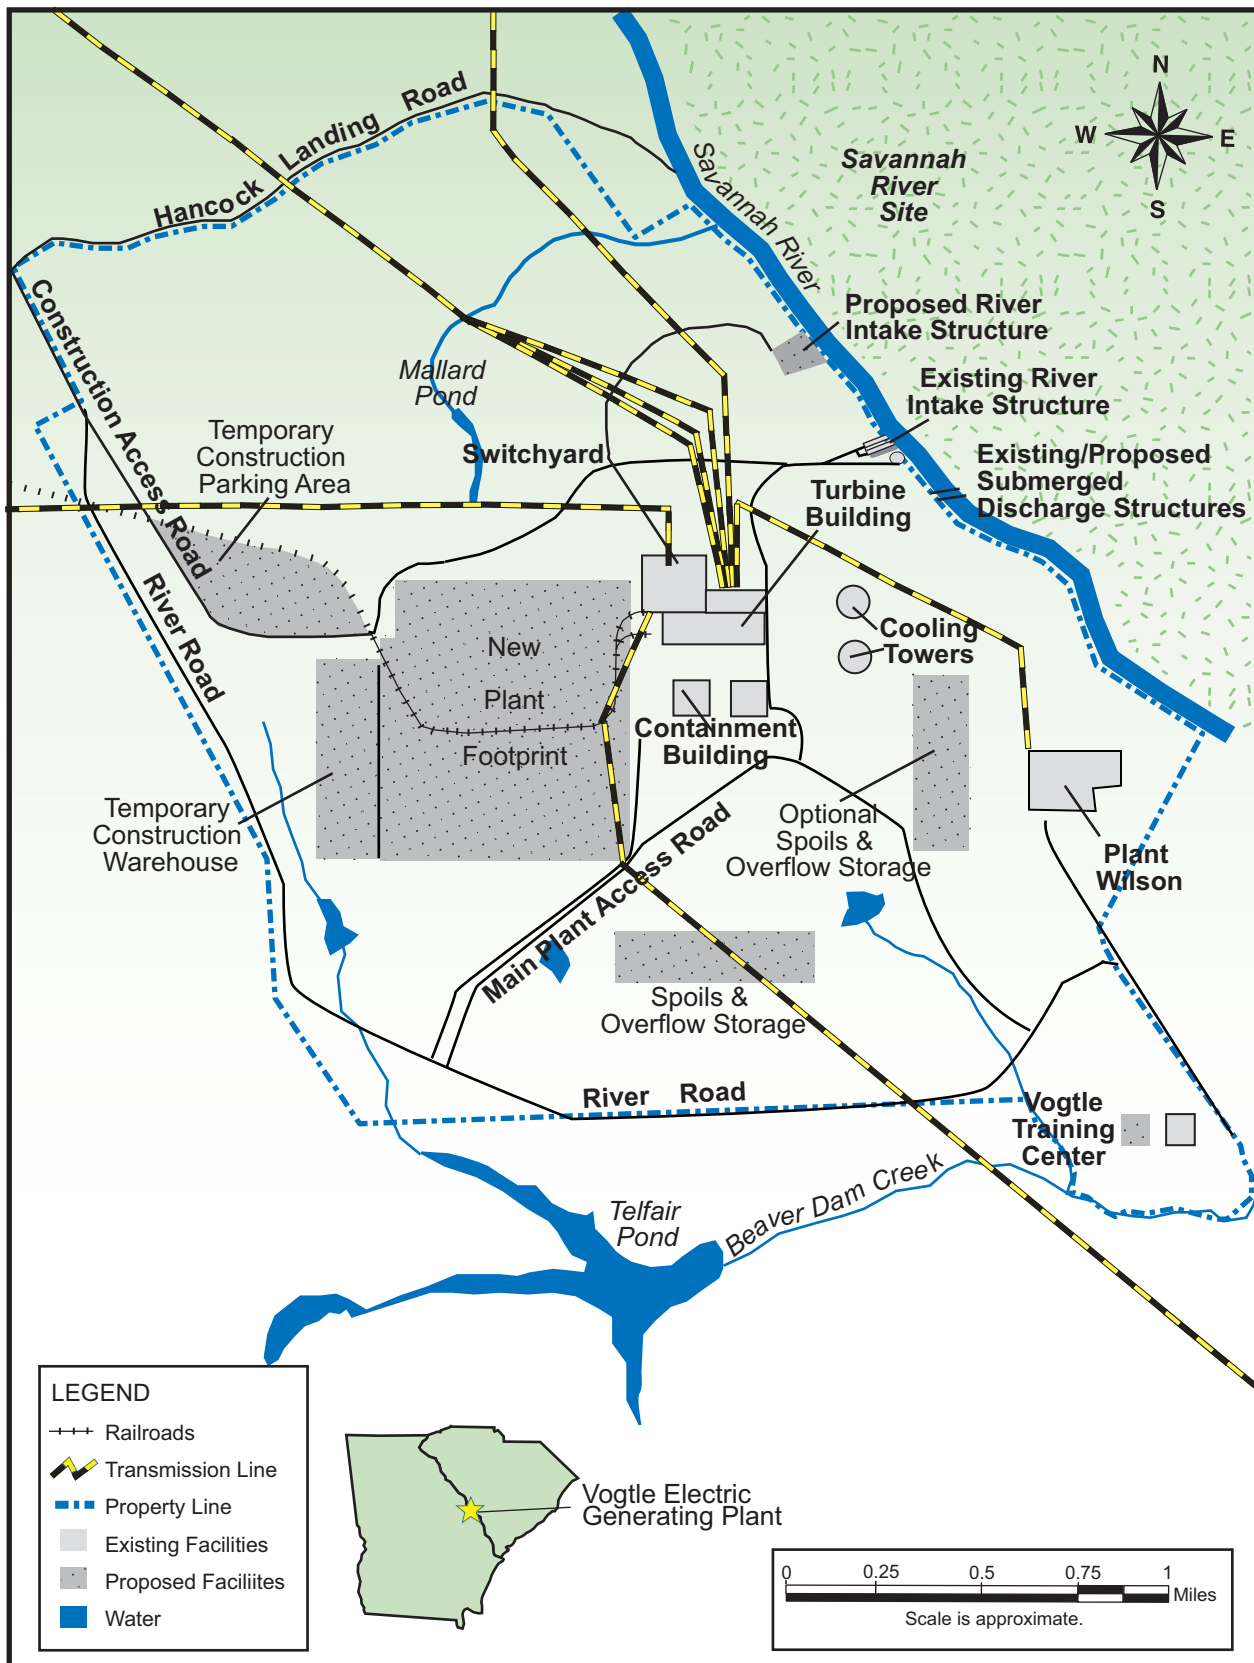 Hancock Landing Road
N
W
E
S
Savannah
River
Site
Savannah River
Proposed River
Intake Structure
Construction Access Road
Mallard
Pond
Existing River
Intake Structure
Temporary
Construction
Parking Area
Switchyard
Existing/Proposed
Submerged
Discharge Structures
Turbine
Building
River Road
New
Plant
Footprint
Cooling
Towers
Containment
Building
Temporary
Construction
Warehouse
Main Plant Access Road
Optional
Spoils &
Overflow Storage
Plant
Wilson
Spoils &
Overflow Storage
River Road
Vogtle
Training
Center
Telfair
Pond
Beaver Dam Creek
LEGEND
Railroads
Transmission Line
Property Line
Existing Facilities
Proposed Faciliites
Water
Vogtle Electric
Generating Plant
0 0.25 0.5 0.75 1
Miles
Scale is approximate.